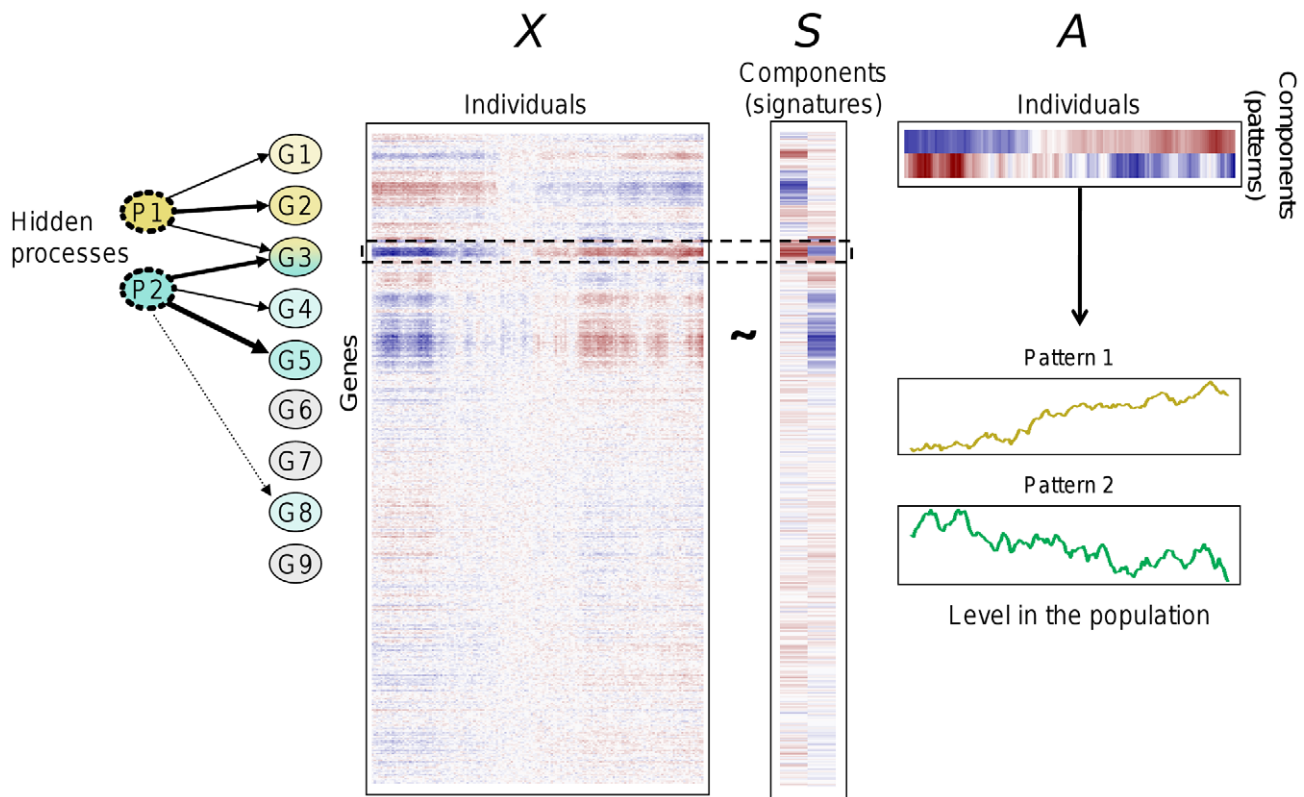 X
S
A
Components
(signatures)
Individuals
Individuals
Components
(patterns)
Hidden
processes
P1
P2
G1
G2
G3
G4
G5
G6
G7
G8
G9
Genes
~
Pattern 1
Pattern 2
Level in the population